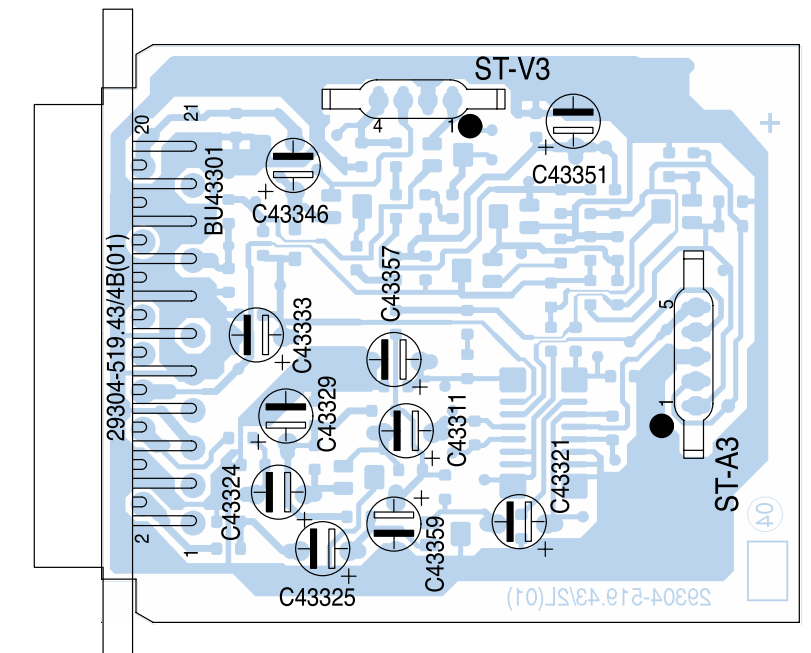 ST-V3
20
21
4
1
+
+
C43351
BU43301
+
C43346
29304-519.43/4B(01)
C43357
C43333
+
5
+
1
C43329
C43311
+
+
ST-A3
C43324
C43321
+
+
04
2
1
C43359
+
+
C43325
29304-519.43/2L(01)